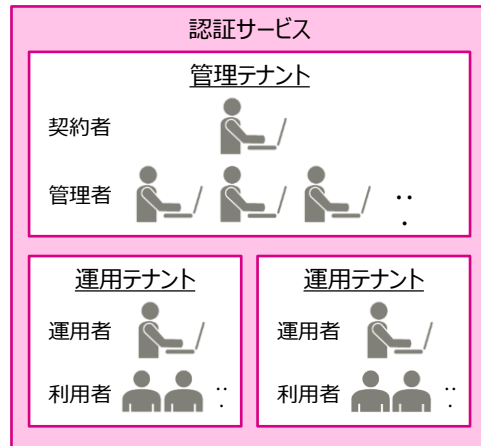 認証サービス
管理テナント
契約者
管理者 ・・・
運用テナント
運用者
利用者 ・・・
運用テナント
運用者
利用者 ・・・